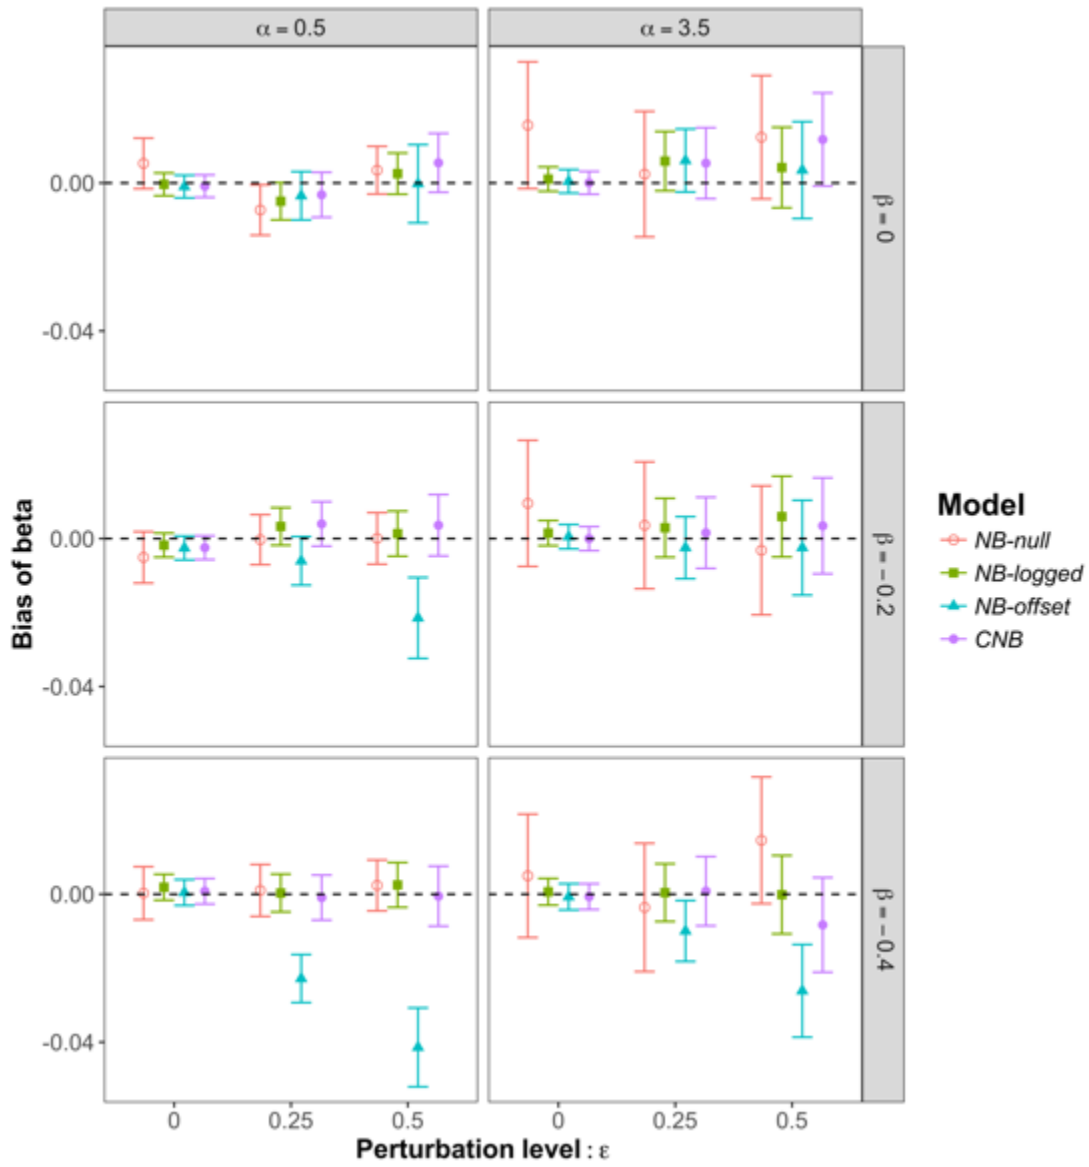 α = 0.5
α = 3.5
0.00
-0.04
β = 0
0.00
-0.04
β = −0.2
0.00
-0.04
β = −0.4
Bias of beta
0
0.25
0.5
0
0.25
0.5
Perturbation level : ε
Model
NB-null
NB-logged
NB-offset
CNB